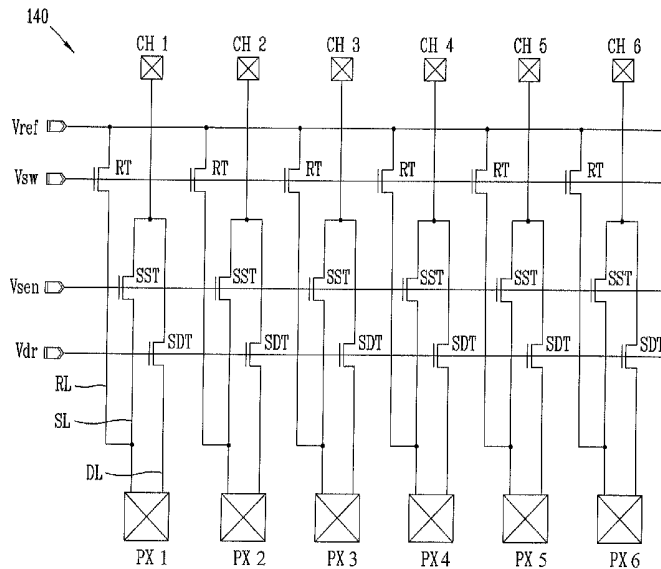 140
CH 1 CH 2 CH 3 CH 4 CH 5 CH 6
Vref
Vsw RT RT RT RT RT RT
Vsen SST SST SST SST SST SST
Vdr SDT SDT SDT SDT SDT SDT
RL
SL
DL
PX 1 PX 2 PX 3 PX 4 PX 5 PX 6